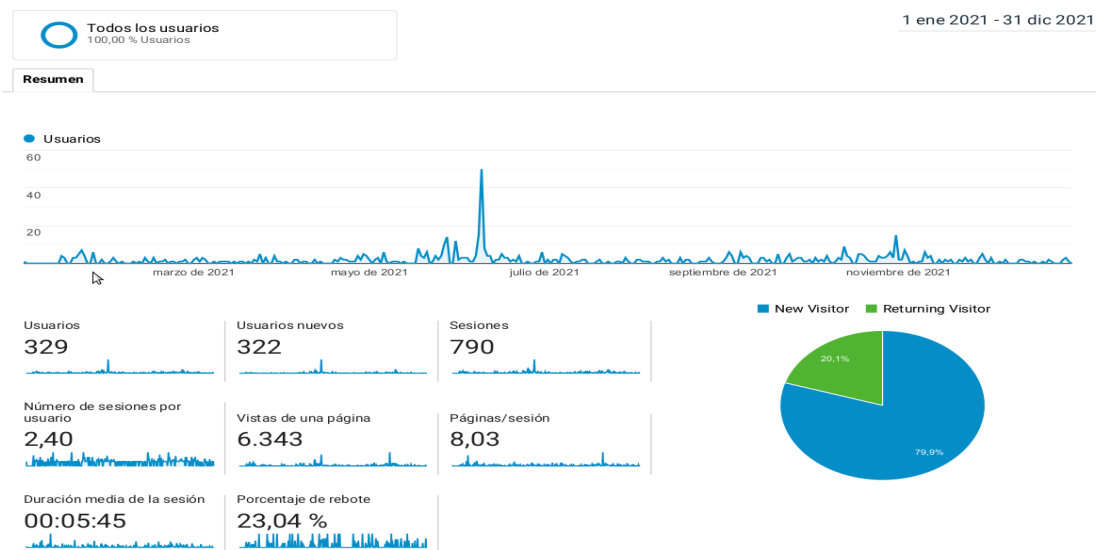 Todos los usuarios
100,00 % Usuarios
1 ene 2021 - 31 dic 2021
Resumen
Usuarios
60
40
20
marzo de 2021
mayo de 2021
julio de 2021
septiembre de 2021
noviembre de 2021
Usuarios
329
Usuarios nuevos
322
Sesiones
790
Número de sesiones por
usuario
2,40
Vistas de una página
6.343
Páginas/sesión
8,03
Duración media de la sesión
00:05:45
Porcentaje de rebote
23,04 %
New Visitor
Returning Visitor
20,1%
79,9%